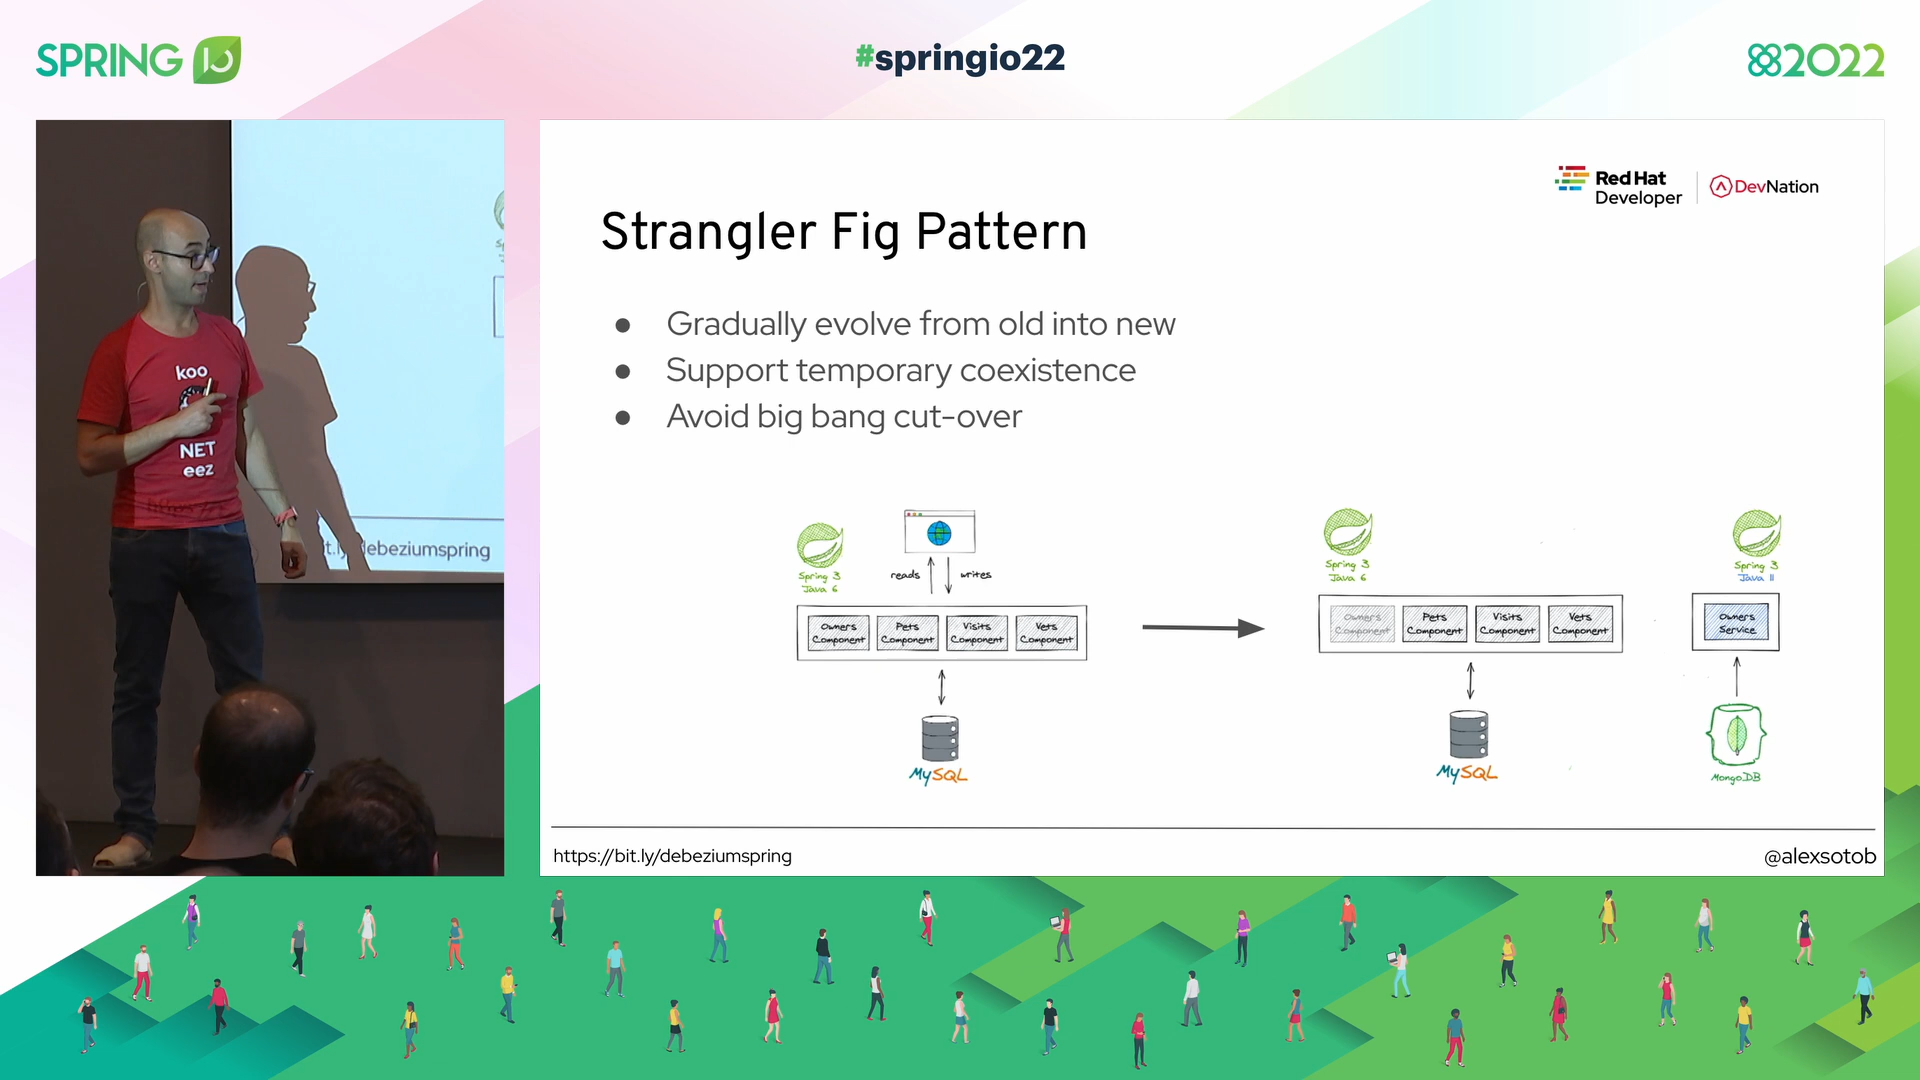 SPRING IO
#springio22
2022
koo
NET
eez
bit.ly/debeziumspring
Red Hat
Developer
DevNation
Strangler Fig Pattern
● Gradually evolve from old into new
● Support temporary coexistence
● Avoid big bang cut-over
Spring 3
Java 6
reads
writes
Owners
Component
Pets
Component
Visits
Component
Vets
Component
MySQL
Spring 3
Java 6
Owners
Component
Pets
Component
Visits
Component
Vets
Component
MySQL
Spring 3
Java 11
Owners
Service
MongoDB
https://bit.ly/debeziumspring
@alexsotob